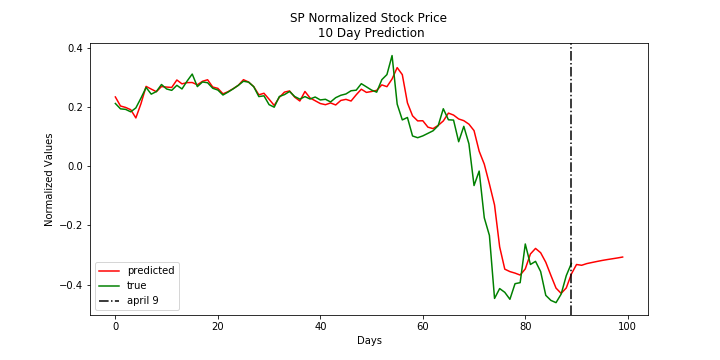 SP Normalized Stock Price
10 Day Prediction
Normalized Values
0.4
0.2
0.0
−0.2
−0.4
predicted
true
april 9
0 20 40 60 80 100
Days